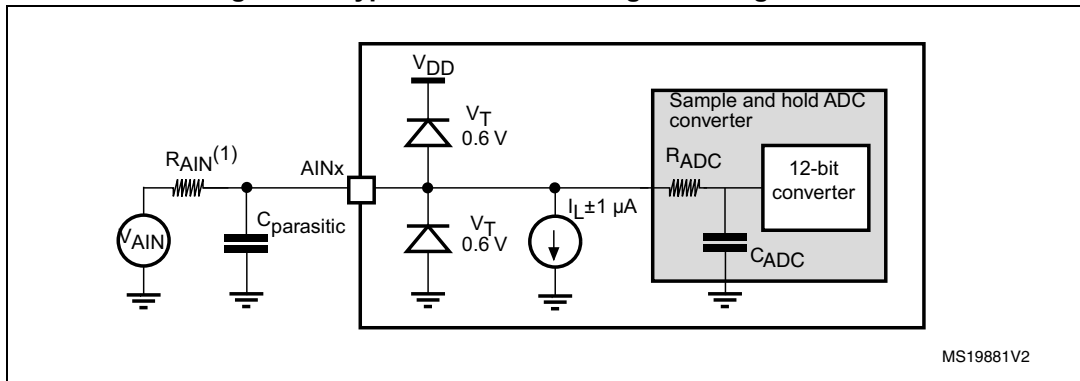 VDD
VT
0.6 V
Sample and hold ADC
converter
RAIN(1)
AINx
RADC
12-bit
converter
IL±1 µA
Cparasitic
VT
0.6 V
VAIN
CADC
MS19881V2